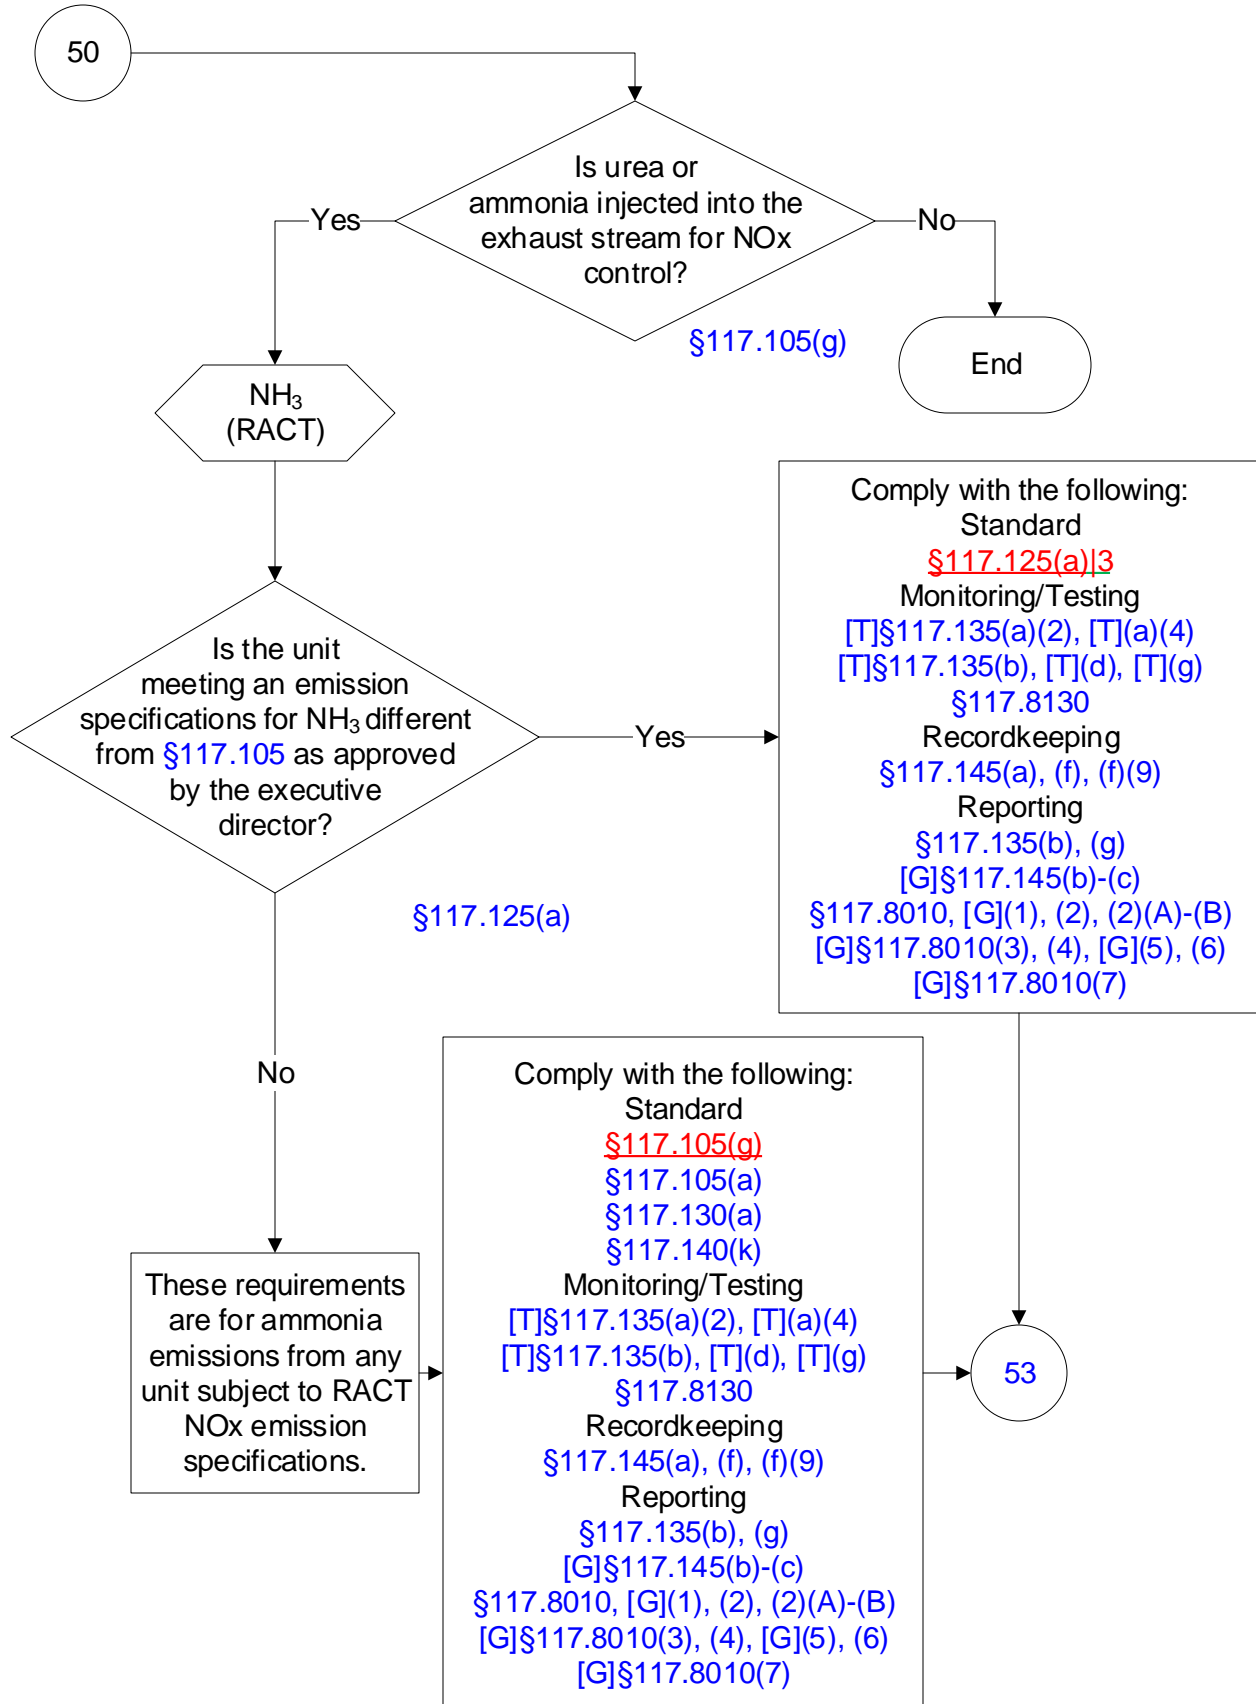 50
Is urea or
ammonia injected into the
exhaust stream for NOx
control?
Yes
No
§117.105(g)
End
NH₃
(RACT)
Is the unit
meeting an emission
specifications for NH₃ different
from §117.105 as approved
by the executive
director?
Yes
§117.125(a)
No
Comply with the following:
Standard
§117.125(a)|3
Monitoring/Testing
[T]§117.135(a)(2), [T](a)(4)
[T]§117.135(b), [T](d), [T](g)
§117.8130
Recordkeeping
§117.145(a), (f), (f)(9)
Reporting
§117.135(b), (g)
[G]§117.145(b)-(c)
§117.8010, [G](1), (2), (2)(A)-(B)
[G]§117.8010(3), (4), [G](5), (6)
[G]§117.8010(7)
These requirements
are for ammonia
emissions from any
unit subject to RACT
NOx emission
specifications.
Comply with the following:
Standard
§117.105(g)
§117.105(a)
§117.130(a)
§117.140(k)
Monitoring/Testing
[T]§117.135(a)(2), [T](a)(4)
[T]§117.135(b), [T](d), [T](g)
§117.8130
Recordkeeping
§117.145(a), (f), (f)(9)
Reporting
§117.135(b), (g)
[G]§117.145(b)-(c)
§117.8010, [G](1), (2), (2)(A)-(B)
[G]§117.8010(3), (4), [G](5), (6)
[G]§117.8010(7)
53